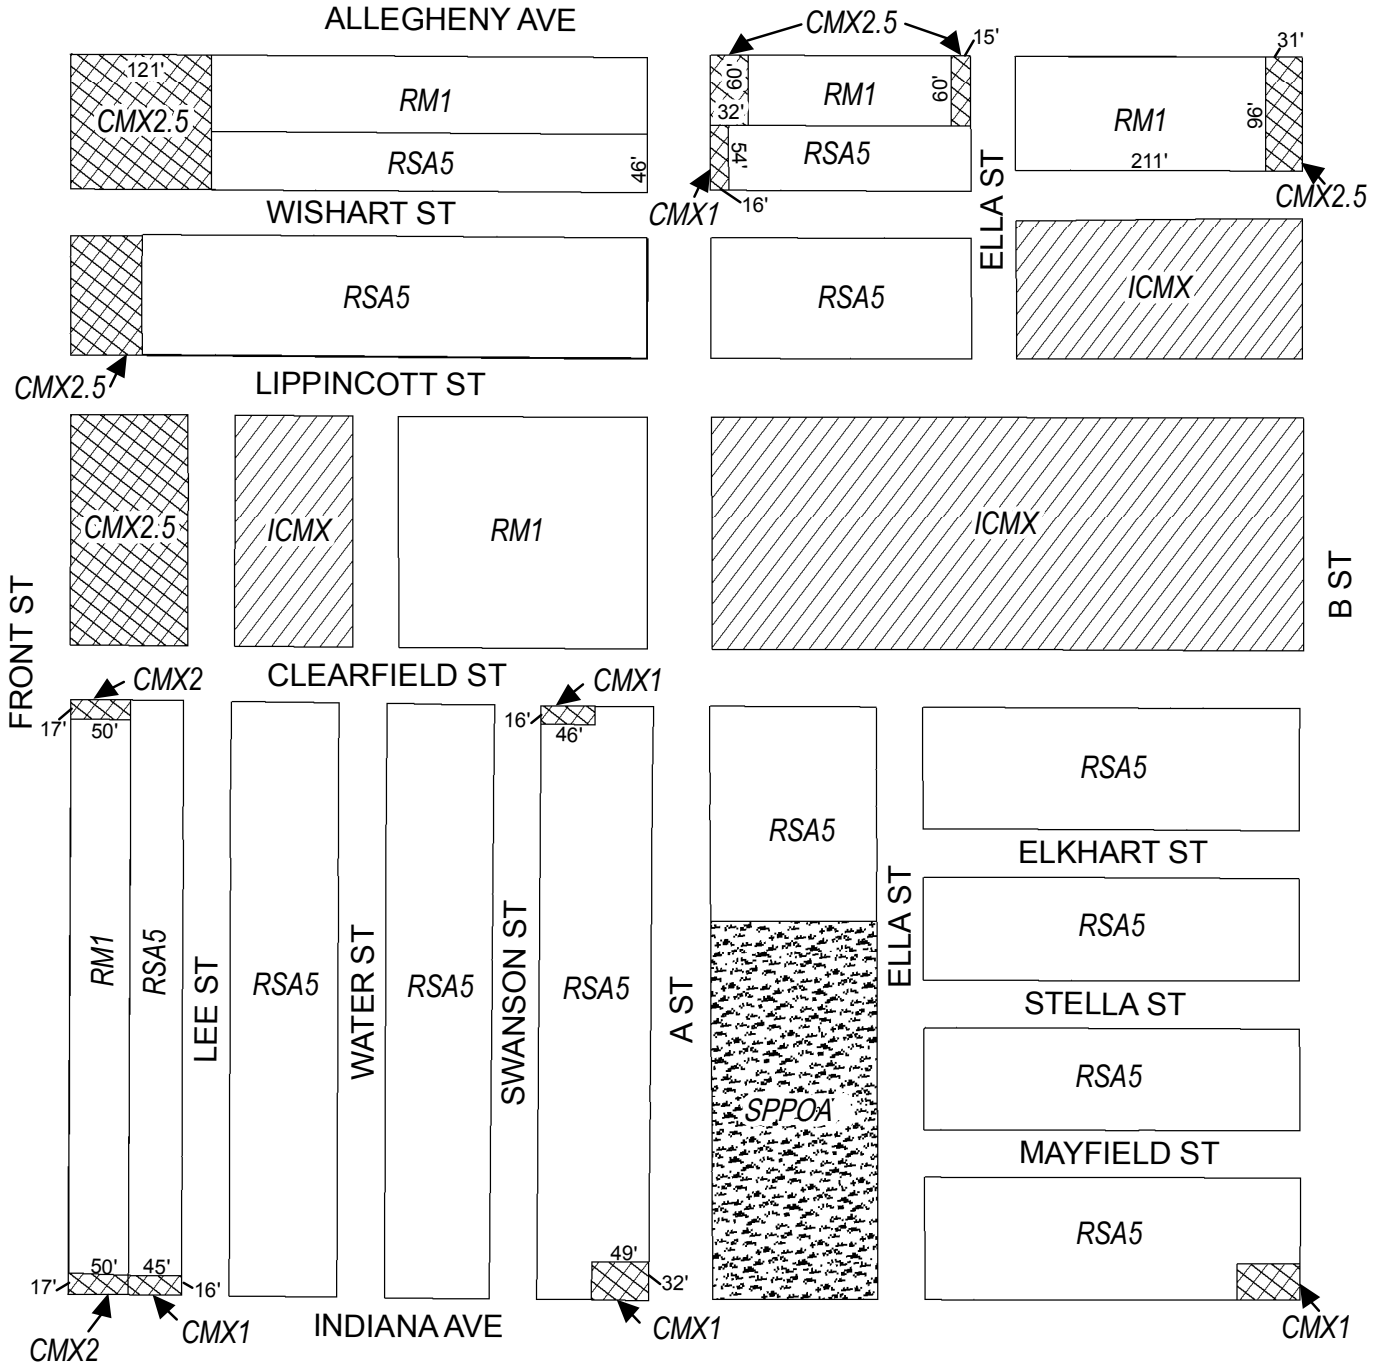 ALLEGHENY AVE
CMX2.5
15'
31'
121'
CMX2.5
RM1
RSA5
46'
60'
32'
RM1
60'
54'
RSA5
CMX1
16'
RM1
96'
211'
CMX2.5
WISHART ST
ELLA ST
RSA5
RSA5
ICMX
CMX2.5
LIPPINCOTT ST
CMX2.5
ICMX
RM1
ICMX
FRONT ST
B ST
CMX2
CLEARFIELD ST
CMX1
17'
50'
16'
46'
RSA5
RSA5
ELKHART ST
RM1
RSA5
LEE ST
RSA5
WATER ST
RSA5
SWANSON ST
RSA5
A ST
ELLA ST
RSA5
STELLA ST
RSA5
SPPOA
MAYFIELD ST
RSA5
17'
50'
45'
16'
49'
32'
CMX2
CMX1
INDIANA AVE
CMX1
CMX1